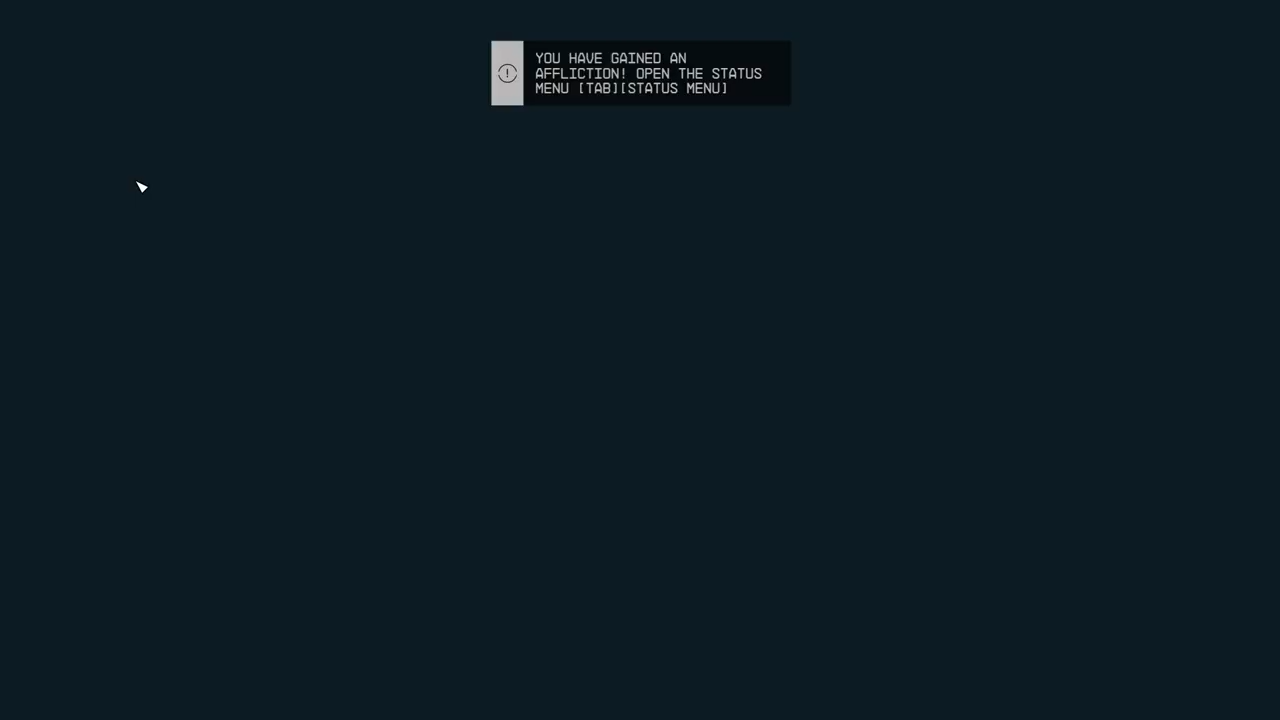 YOU HAVE GAINED AN
AFFLICTION! OPEN THE STATUS
MENU [TAB][STATUS MENU]